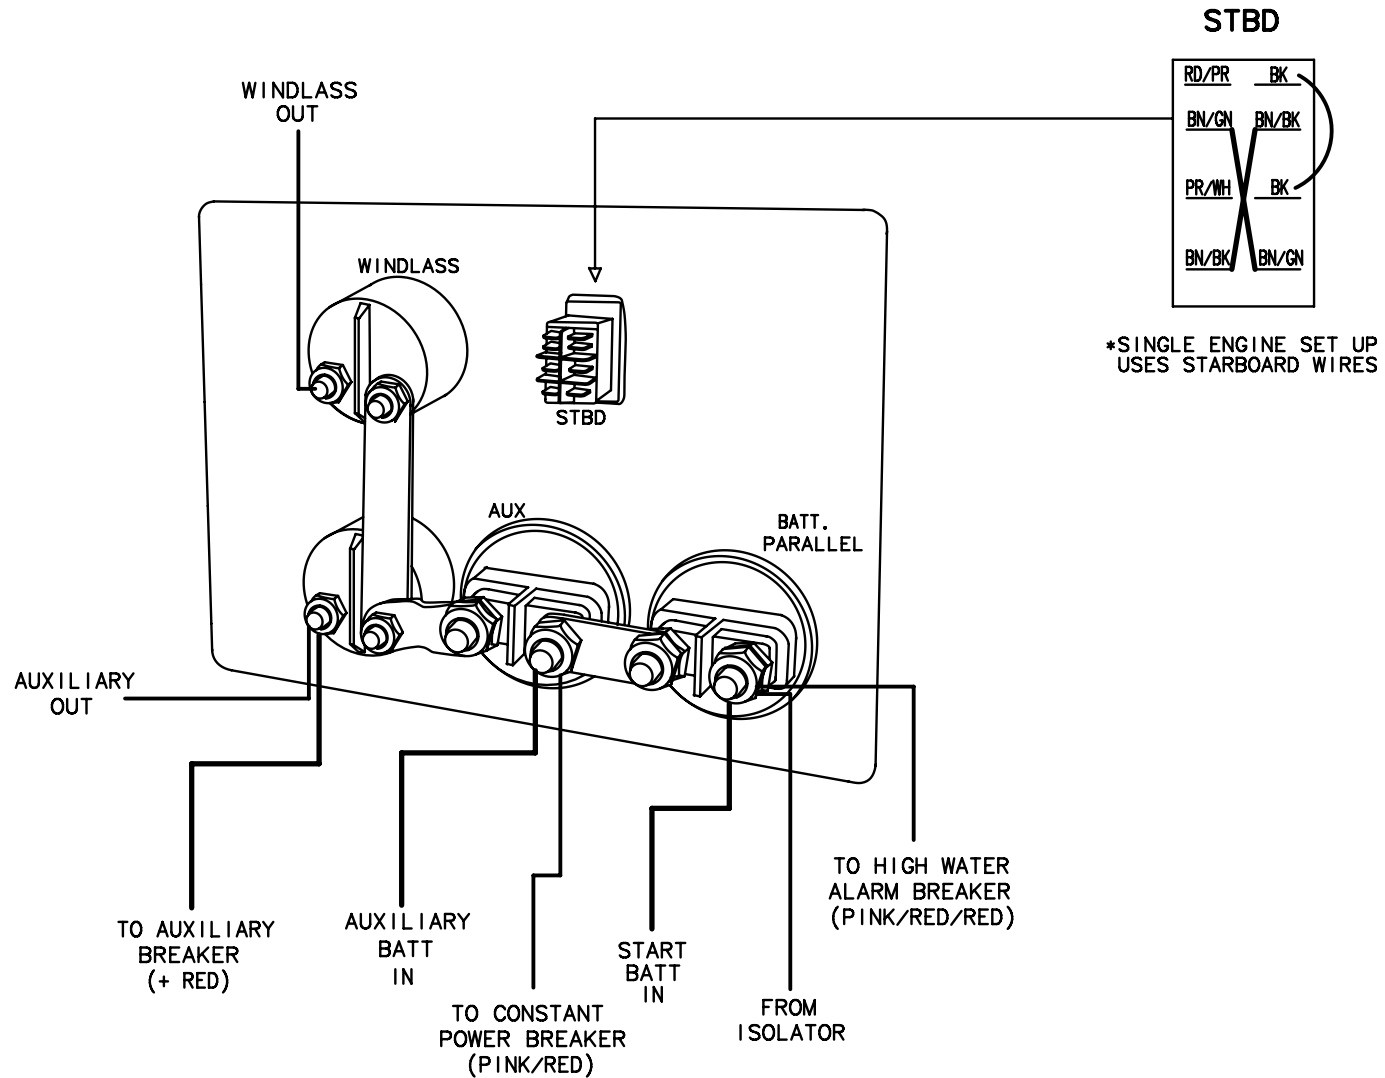 STBD
RD/PR BK
BN/GN BN/BK
PR/WH BK
BN/BK BN/GN
*SINGLE ENGINE SET UP
USES STARBOARD WIRES
WINDLASS
OUT
WINDLASS
STBD
AUX
BATT.
PARALLEL
AUXILIARY
OUT
TO AUXILIARY
BREAKER
(+ RED)
AUXILIARY
BATT
IN
TO CONSTANT
POWER BREAKER
(PINK/RED)
START
BATT
IN
FROM
ISOLATOR
TO HIGH WATER
ALARM BREAKER
(PINK/RED/RED)